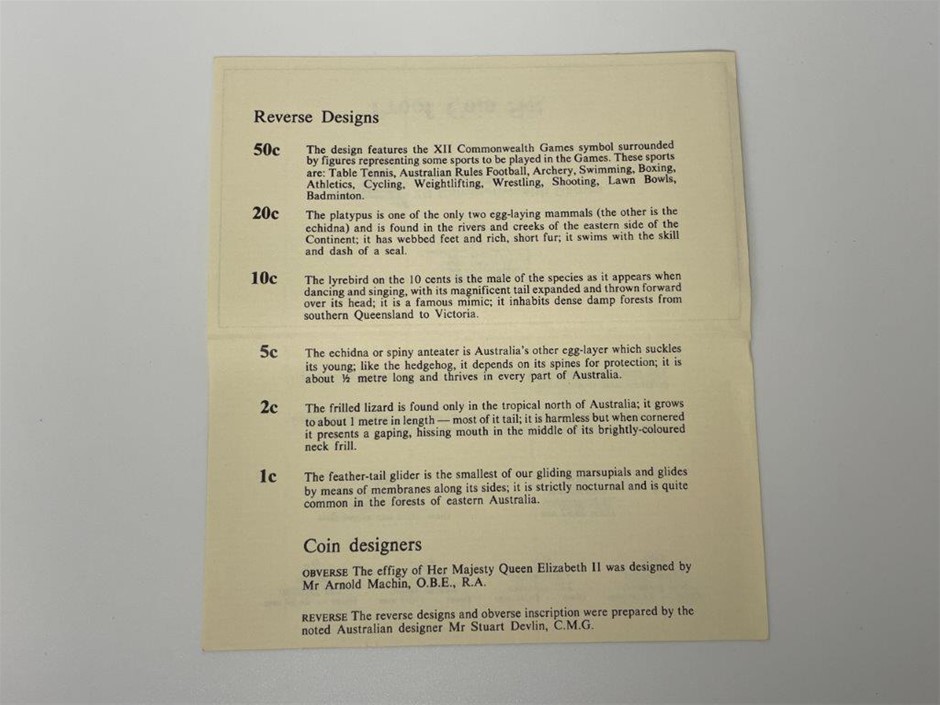 Reverse Designs
50c The design features the XII Commonwealth Games symbol surrounded
by figures representing some sports to be played in the Games. These sports
are: Table Tennis, Australian Rules Football, Archery, Swimming, Boxing,
Athletics, Cycling, Weightlifting, Wrestling, Shooting, Lawn Bowls,
Badminton.
20c The platypus is one of the only two egg-laying mammals (the other is the
echidna) and is found in the rivers and creeks of the eastern side of the
Continent; it has webbed feet and rich, short fur; it swims with the skill
and dash of a seal.
10c The lyrebird on the 10 cents is the male of the species as it appears when
dancing and singing, with its magnificent tail expanded and thrown forward
over its head; it is a famous mimic; it inhabits dense damp forests from
southern Queensland to Victoria.
5c The echidna or spiny anteater is Australia's other egg-layer which suckles
its young; like the hedgehog, it depends on its spines for protection; it is
about ½ metre long and thrives in every part of Australia.
2c The frilled lizard is found only in the tropical north of Australia; it grows
to about 1 metre in length — most of it tail; it is harmless but when cornered
it presents a gaping, hissing mouth in the middle of its brightly-coloured
neck frill.
1c The feather-tail glider is the smallest of our gliding marsupials and glides
by means of membranes along its sides; it is strictly nocturnal and is quite
common in the forests of eastern Australia.
Coin designers
OBVERSE The effigy of Her Majesty Queen Elizabeth II was designed by
Mr Arnold Machin, O.B.E., R.A.
REVERSE The reverse designs and obverse inscription were prepared by the
noted Australian designer Mr Stuart Devlin, C.M.G.